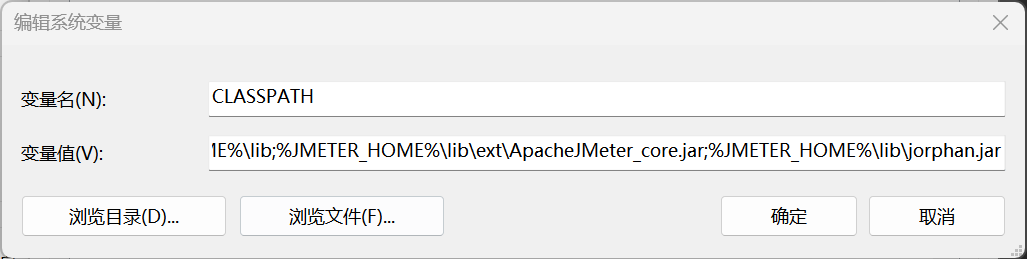 编辑系统变量
变量名(N):
CLASSPATH
变量值(V):
ME%\lib;%JMETER_HOME%\lib\ext\ApacheJMeter_core.jar;%JMETER_HOME%\lib\jorphan.jar
浏览目录(D)...
浏览文件(F)...
确定
取消